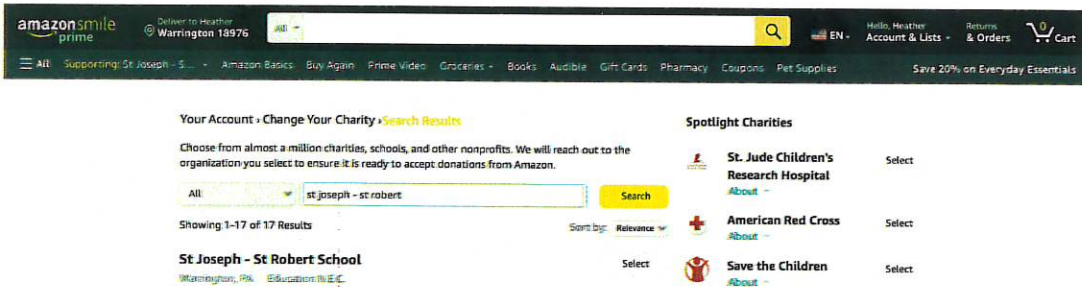 amazonsmile
prime
Deliver to Heather
Warrington 18976
All
EN
Hello, Heather
Account & Lists
Returns
& Orders
0
Cart
All Supporting: St Joseph - S... Amazon Basics Buy Again Prime Video Groceries Books Audible Gift Cards Pharmacy Coupons Pet Supplies Save 20% on Everyday Essentials
Your Account › Change Your Charity › Search Results
Choose from almost a million charities, schools, and other nonprofits. We will reach out to the
organization you select to ensure it is ready to accept donations from Amazon.
All st joseph - st robert Search
Showing 1-17 of 17 Results Sort by: Relevance
St Joseph - St Robert School Select
Warrington, PA Education N.E.C.
Spotlight Charities
St. Jude Children's
Research Hospital
Select
About
American Red Cross
Select
About
Save the Children
Select
About